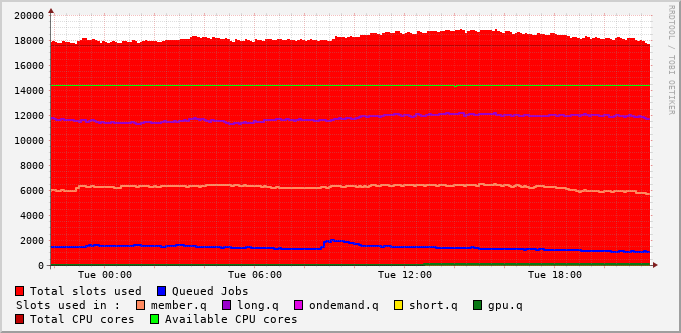 RRDTOOL / TOBI OETIKER
20000
18000
16000
14000
12000
10000
8000
6000
4000
2000
0
Tue 00:00 Tue 06:00 Tue 12:00 Tue 18:00
Total slots used Queued Jobs
Slots used in : member.q long.q ondemand.q short.q gpu.q
Total CPU cores Available CPU cores